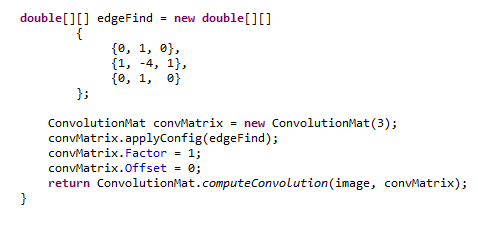 double[][] edgeFind = new double[][]
{
{0, 1, 0},
{1, -4, 1},
{0, 1, 0}
};
ConvolutionMat convMatrix = new ConvolutionMat(3);
convMatrix.applyConfig(edgeFind);
convMatrix.Factor = 1;
convMatrix.Offset = 0;
return ConvolutionMat.computeConvolution(image, convMatrix);
}